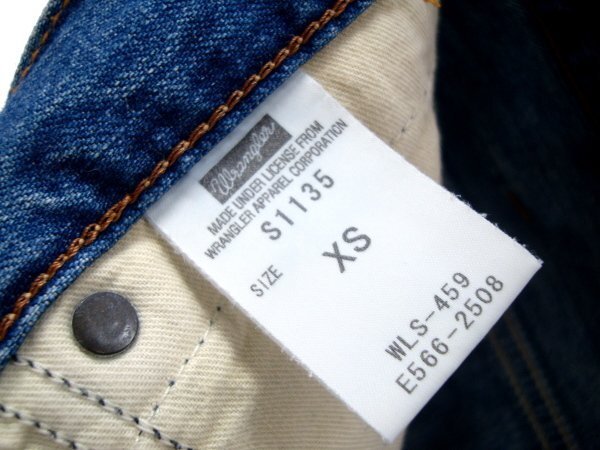 Wrangler
MADE UNDER LICENSE FROM
WRANGLER APPAREL CORPORATION
S1135
SIZE XS
WLS-459
E566-2508